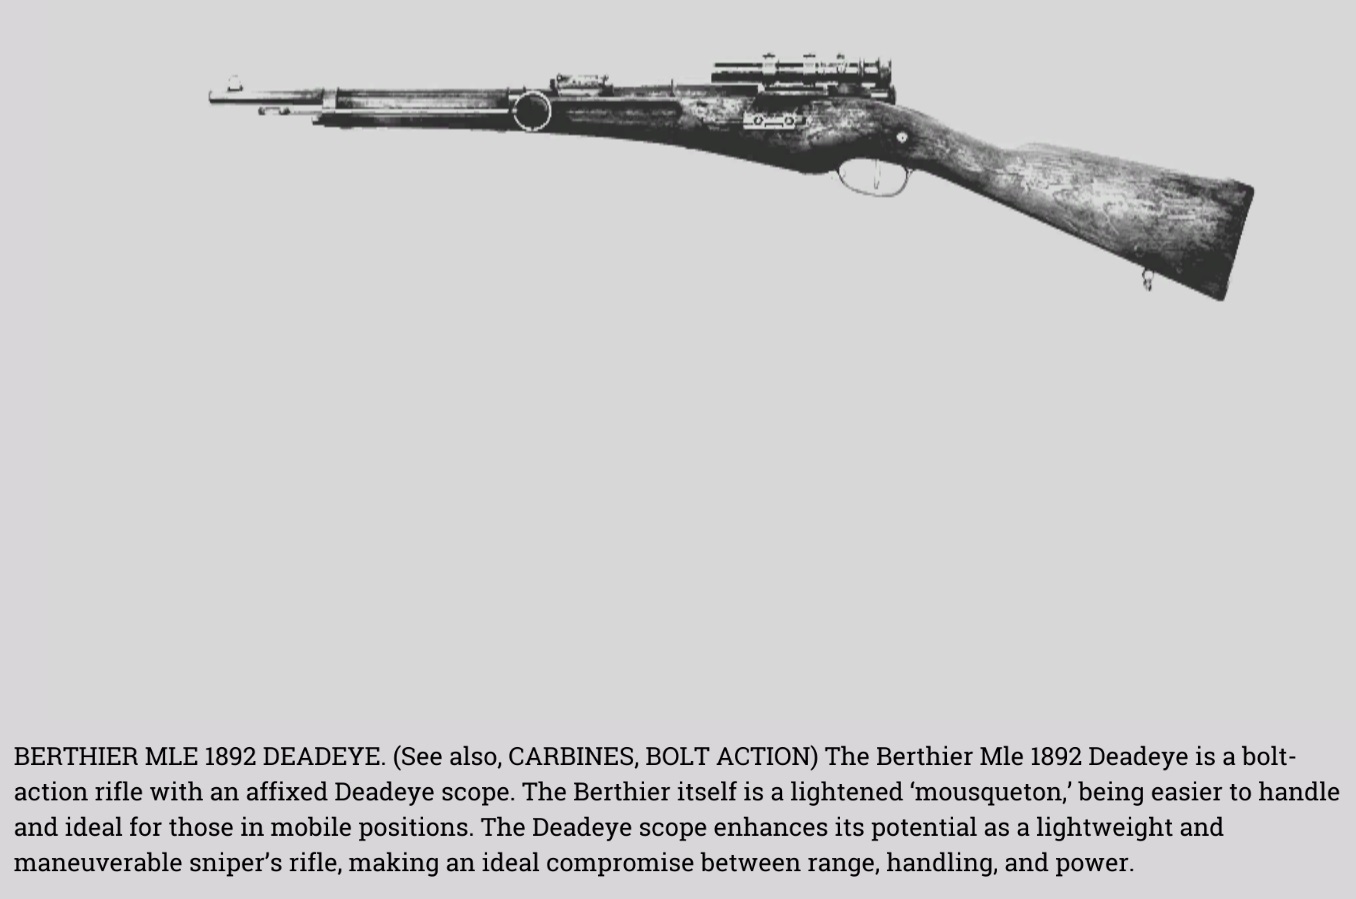 BERTHIER MLE 1892 DEADEYE. (See also, CARBINES, BOLT ACTION) The Berthier Mle 1892 Deadeye is a bolt-
action rifle with an affixed Deadeye scope. The Berthier itself is a lightened ‘mousqueton,’ being easier to handle
and ideal for those in mobile positions. The Deadeye scope enhances its potential as a lightweight and
maneuverable sniper’s rifle, making an ideal compromise between range, handling, and power.